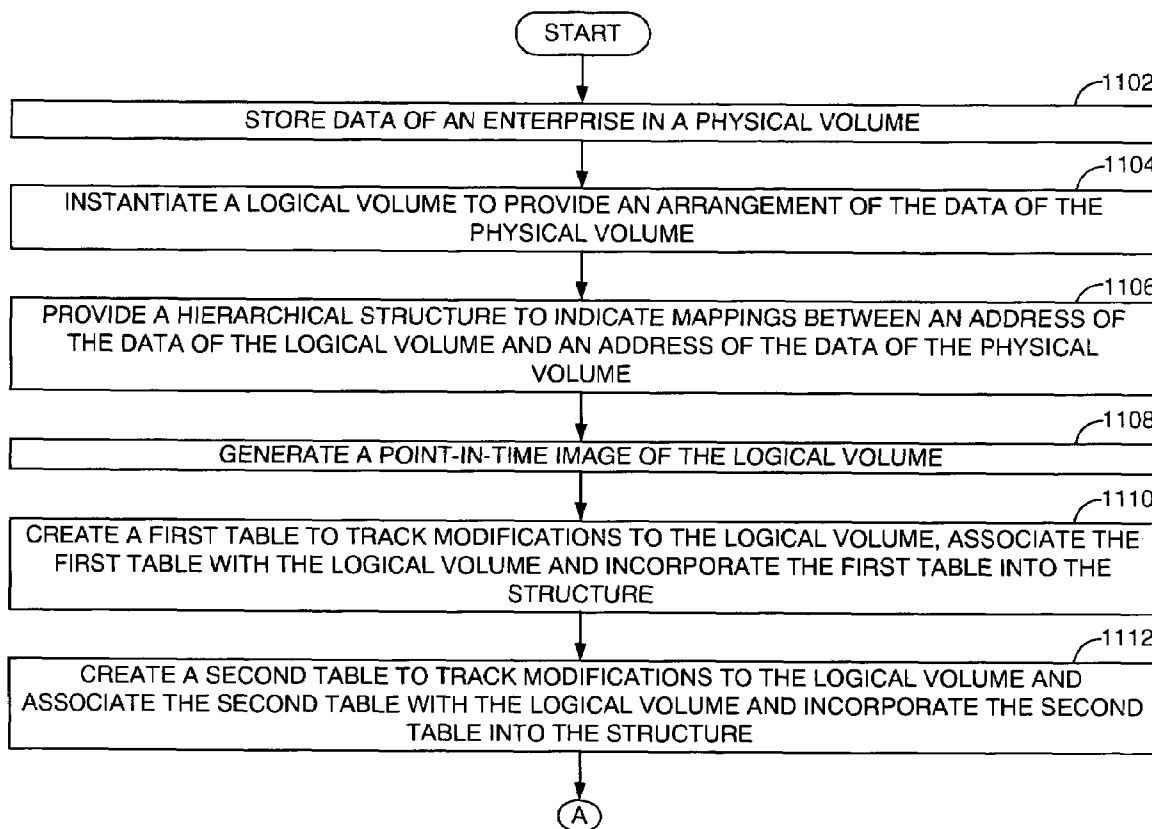 START
1102
STORE DATA OF AN ENTERPRISE IN A PHYSICAL VOLUME
1104
INSTANTIATE A LOGICAL VOLUME TO PROVIDE AN ARRANGEMENT OF THE DATA OF THE
PHYSICAL VOLUME
1106
PROVIDE A HIERARCHICAL STRUCTURE TO INDICATE MAPPINGS BETWEEN AN ADDRESS OF
THE DATA OF THE LOGICAL VOLUME AND AN ADDRESS OF THE DATA OF THE PHYSICAL
VOLUME
1108
GENERATE A POINT-IN-TIME IMAGE OF THE LOGICAL VOLUME
1110
CREATE A FIRST TABLE TO TRACK MODIFICATIONS TO THE LOGICAL VOLUME, ASSOCIATE THE
FIRST TABLE WITH THE LOGICAL VOLUME AND INCORPORATE THE FIRST TABLE INTO THE
STRUCTURE
1112
CREATE A SECOND TABLE TO TRACK MODIFICATIONS TO THE LOGICAL VOLUME AND
ASSOCIATE THE SECOND TABLE WITH THE LOGICAL VOLUME AND INCORPORATE THE SECOND
TABLE INTO THE STRUCTURE
A